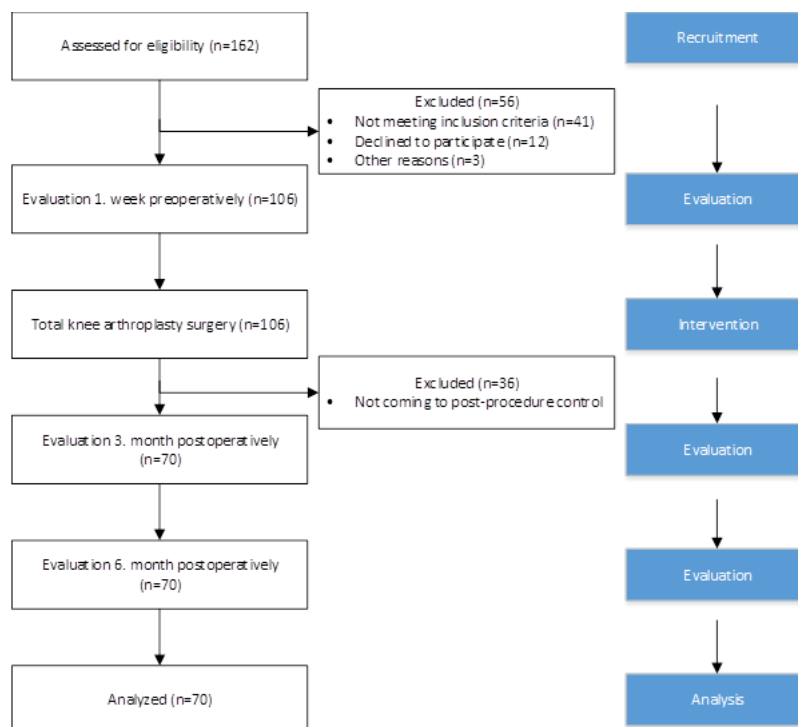 Assessed for eligibility (n=162)
Recruitment
Excluded (n=56)
• Not meeting inclusion criteria (n=41)
• Declined to participate (n=12)
• Other reasons (n=3)
Evaluation 1. week preoperatively (n=106)
Evaluation
Total knee arthroplasty surgery (n=106)
Intervention
Excluded (n=36)
• Not coming to post-procedure control
Evaluation 3. month postoperatively
(n=70)
Evaluation
Evaluation 6. month postoperatively
(n=70)
Evaluation
Analyzed (n=70)
Analysis